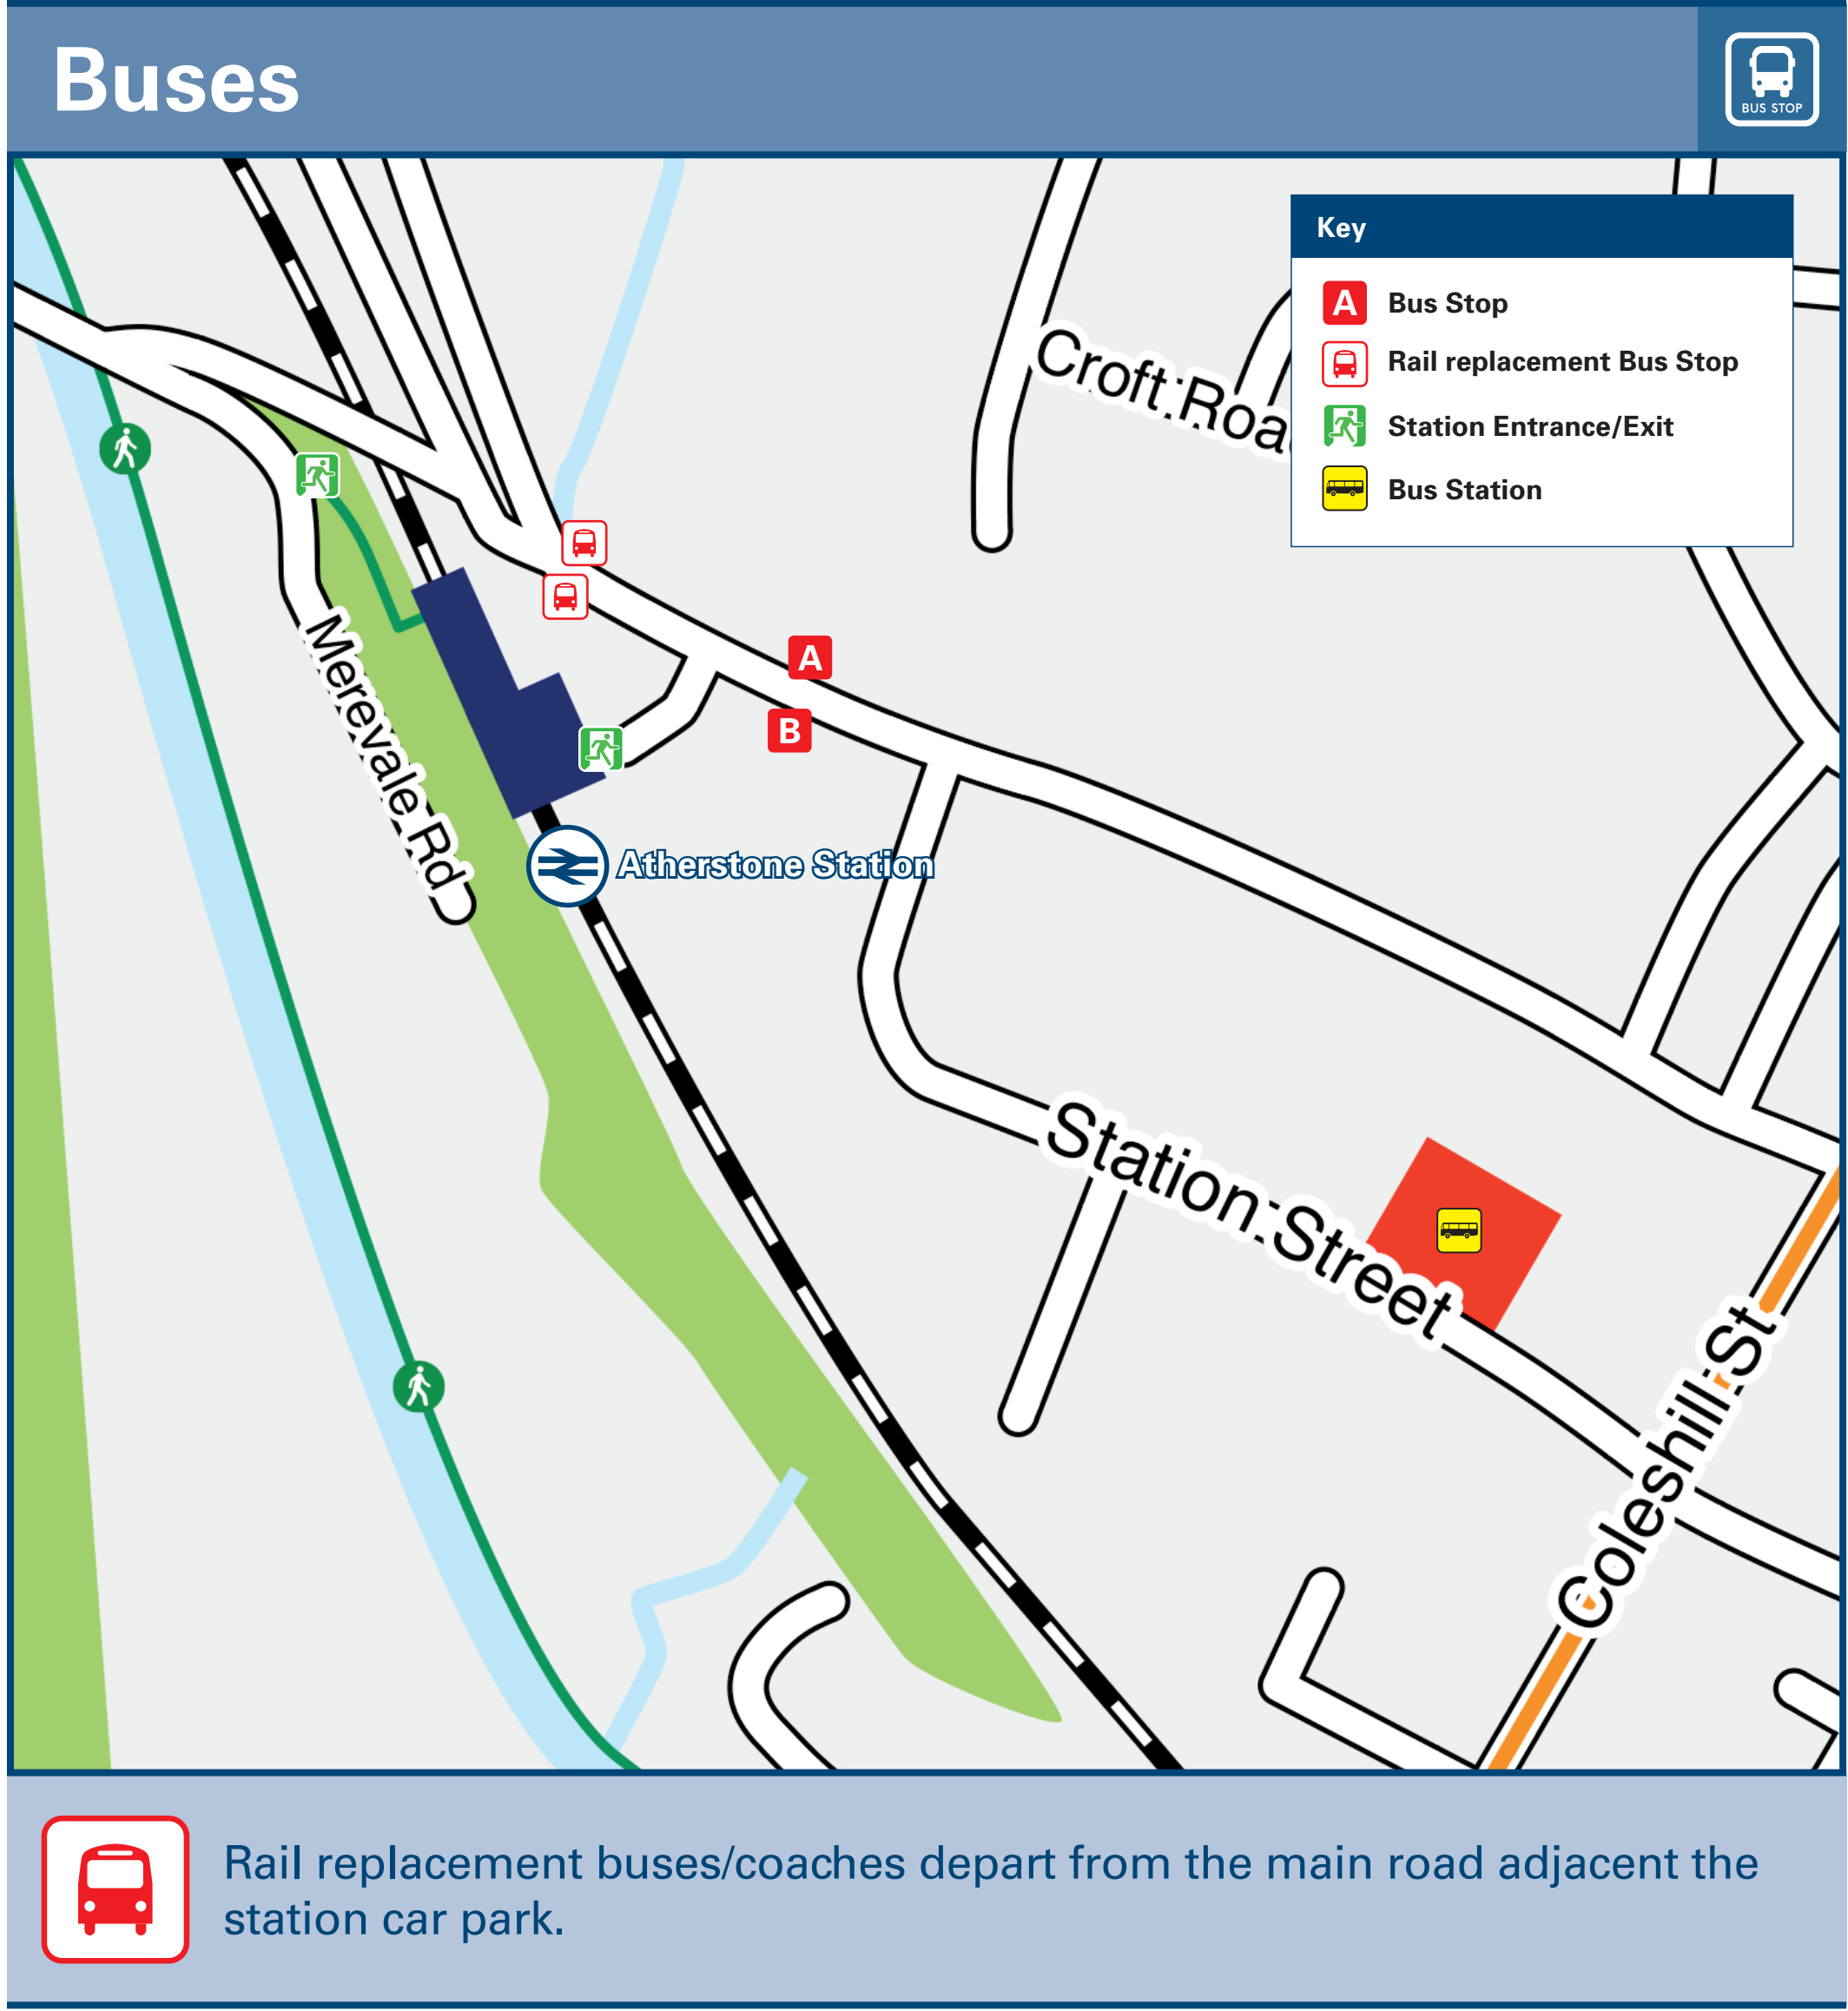 Buses
BUS STOP
Key
A Bus Stop
Rail replacement Bus Stop
Station Entrance/Exit
Bus Station
Croft Roa
A
B
Merevale Rd
Atherstone Station
Station Street
Coleshill St
Rail replacement buses/coaches depart from the main road adjacent the
station car park.